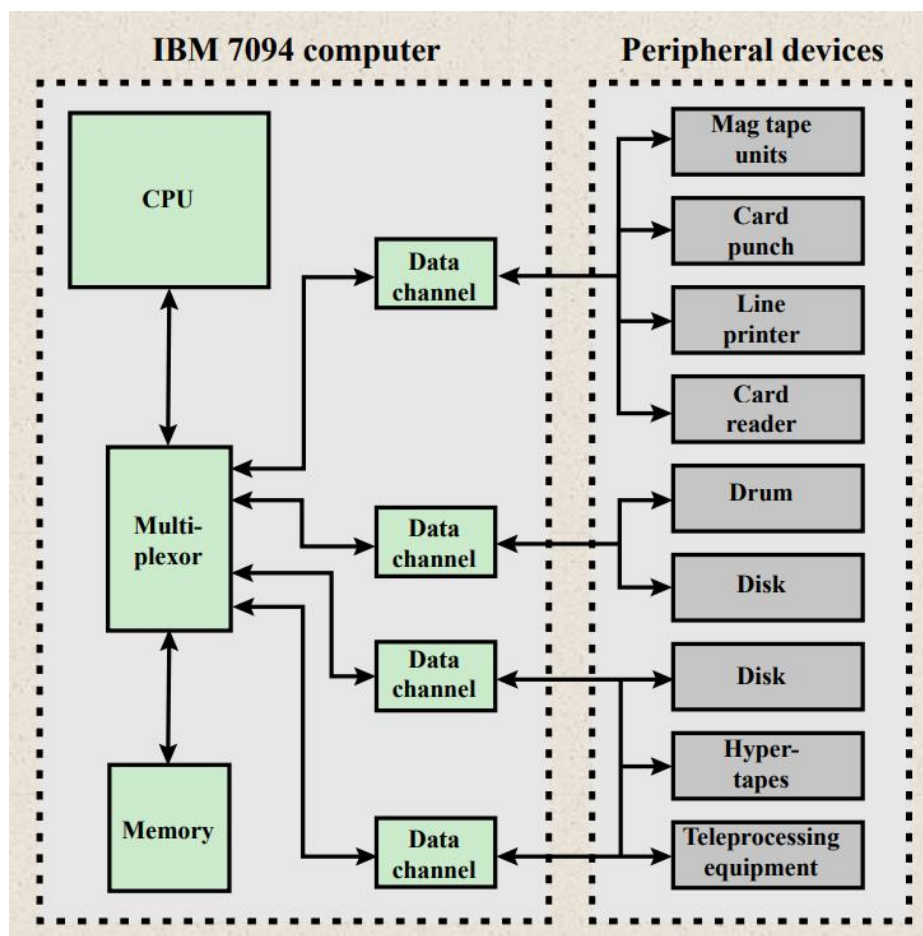 IBM 7094 computer
Peripheral devices
CPU
Multi-
plexor
Memory
Data
channel
Data
channel
Data
channel
Data
channel
Mag tape
units
Card
punch
Line
printer
Card
reader
Drum
Disk
Disk
Hyper-
tapes
Teleprocessing
equipment